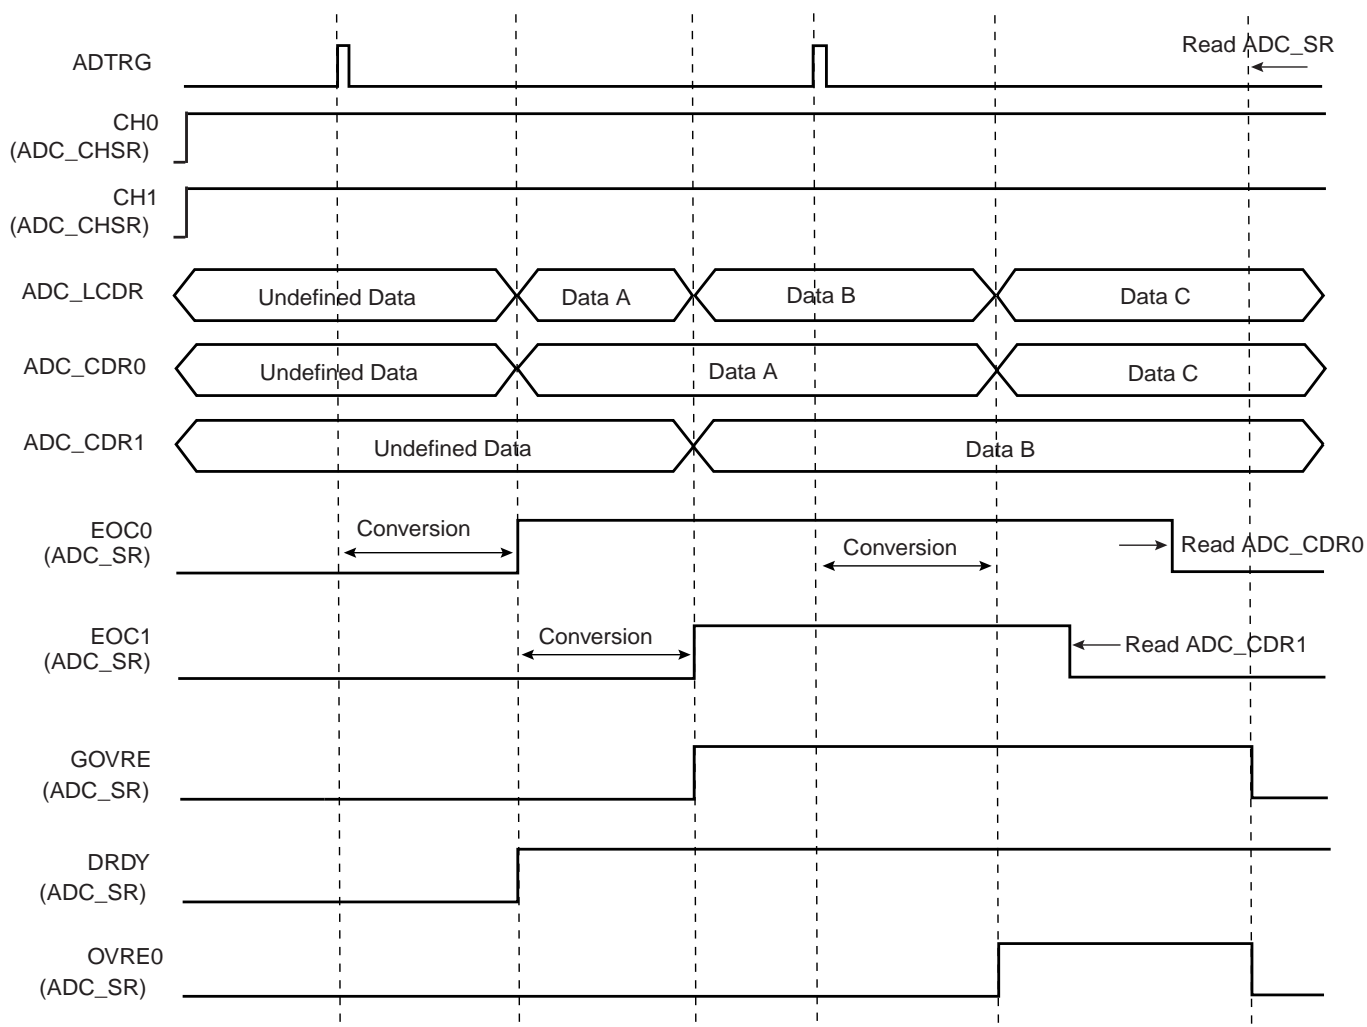 ADTRG
Read ADC_SR
CH0
(ADC_CHSR)
CH1
(ADC_CHSR)
ADC_LCDR
Undefined Data
Data A
Data B
Data C
ADC_CDR0
Undefined Data
Data A
Data C
ADC_CDR1
Undefined Data
Data B
EOC0
(ADC_SR)
Conversion
Conversion
Read ADC_CDR0
EOC1
(ADC_SR)
Conversion
Read ADC_CDR1
GOVRE
(ADC_SR)
DRDY
(ADC_SR)
OVRE0
(ADC_SR)